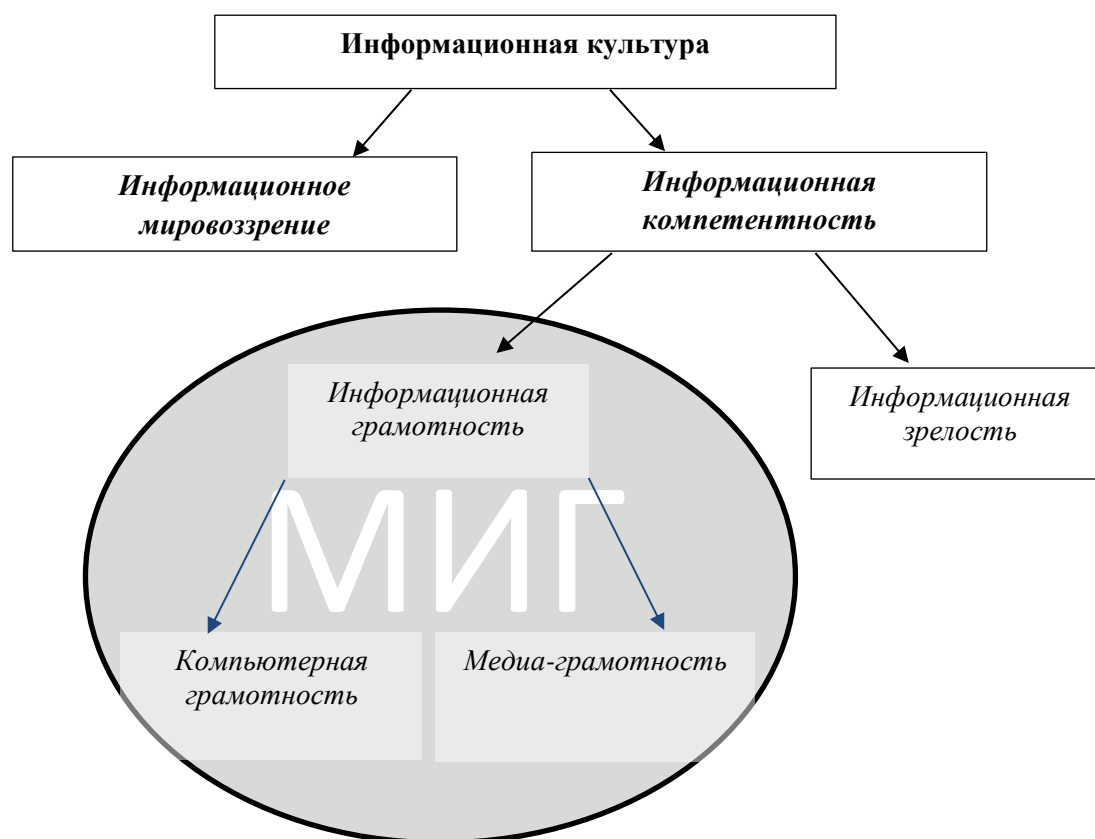 Информационная культура
Информационное
мировоззрение
Информационная
компетентность
Информационная
грамотность
Информационная
зрелость
МИГ
Компьютерная
грамотность
Медиа-грамотность